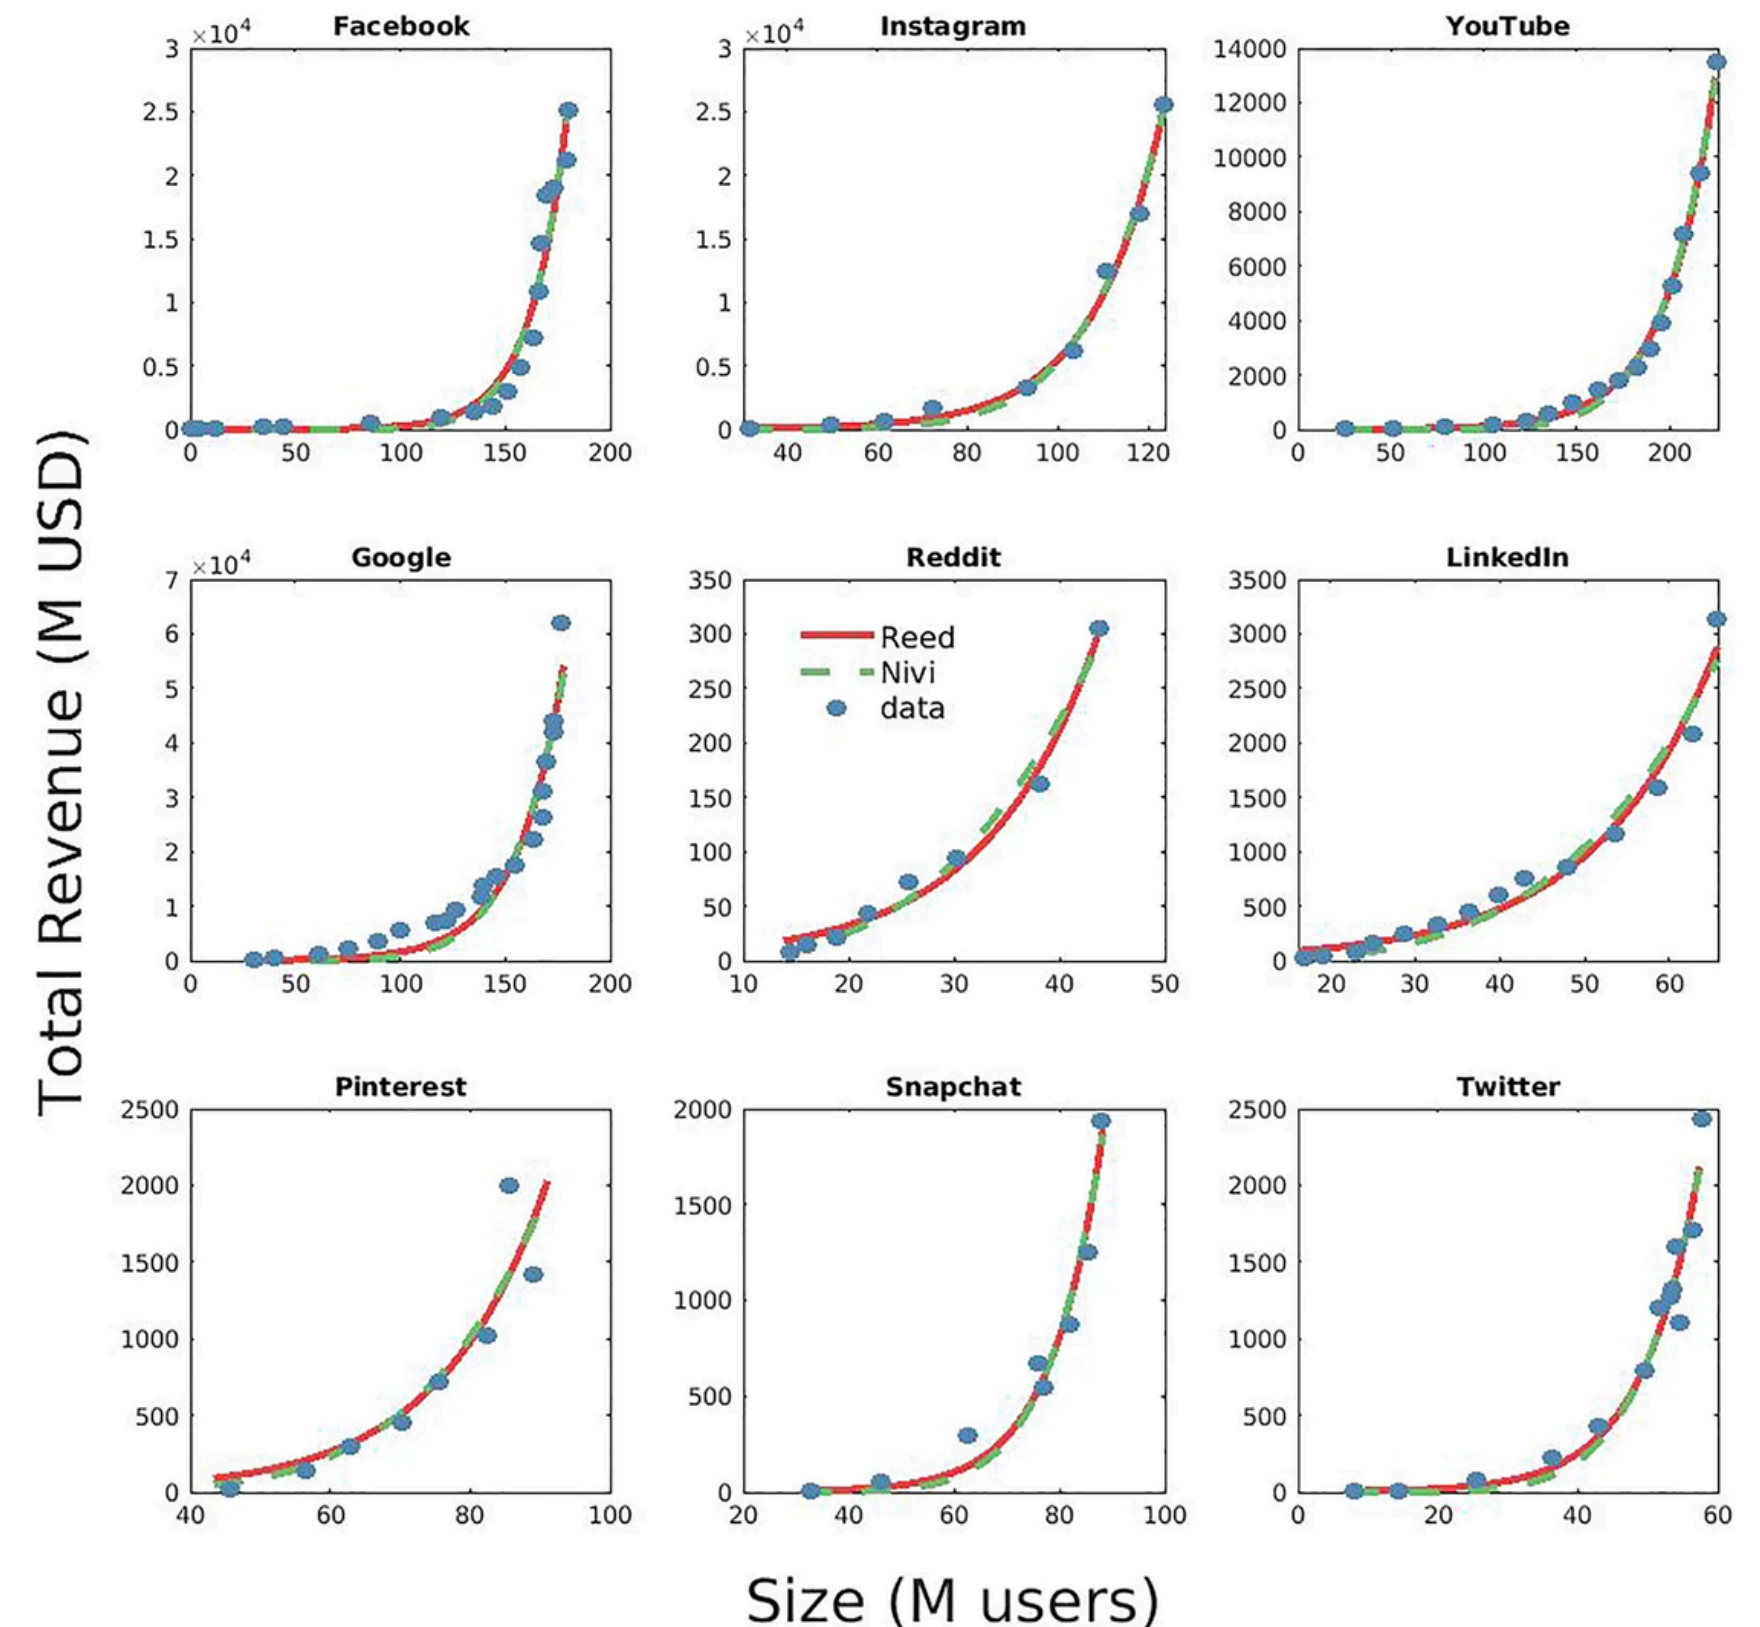 ×10⁴
Facebook
3
2.5
2
1.5
1
0.5
0
0 50 100 150 200
×10⁴
Instagram
3
2.5
2
1.5
1
0.5
0
40 60 80 100 120
YouTube
14000
12000
10000
8000
6000
4000
2000
0
0 50 100 150 200
×10⁴
Google
7
6
5
4
3
2
1
0
0 50 100 150 200
Reddit
350
300
250
200
150
100
50
0
10 20 30 40 50
Reed
Nivi
data
LinkedIn
3500
3000
2500
2000
1500
1000
500
0
20 30 40 50 60
Pinterest
2500
2000
1500
1000
500
0
40 60 80 100
Snapchat
2000
1500
1000
500
0
20 40 60 80 100
Twitter
2500
2000
1500
1000
500
0
0 20 40 60
Total Revenue (M USD)
Size (M users)